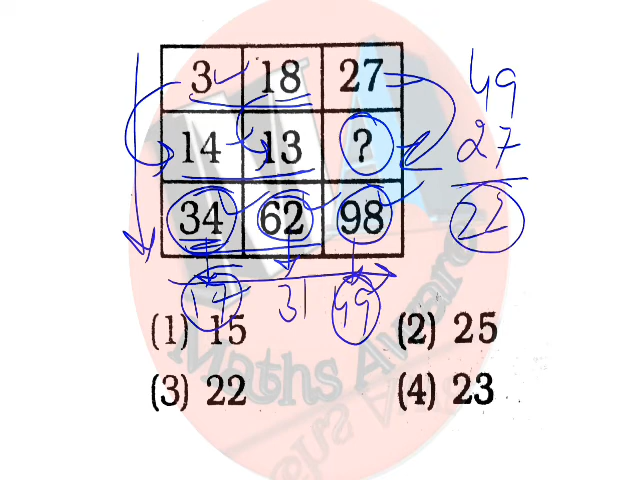 3 18 27 49
14 13 ? 27
34 62 98 22
17 31 49
(1) 15 (2) 25
Maths Aware
(3) 22 (4) 23